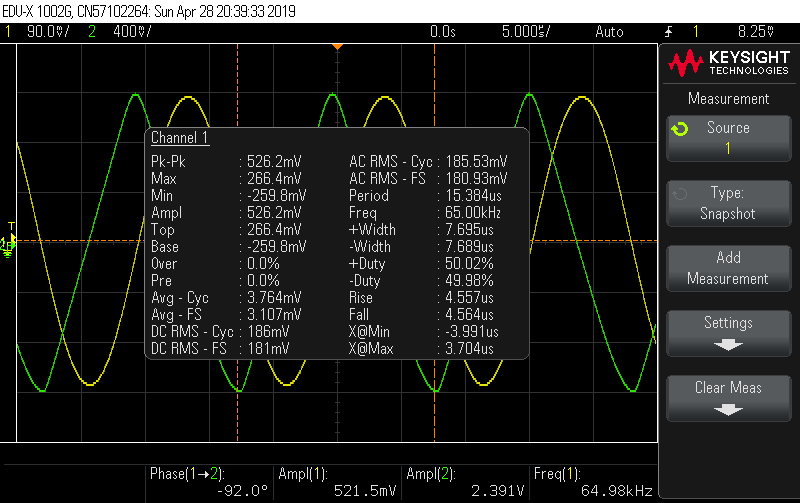 EDU-X 1002G, CN57102264: Sun Apr 28 20:39:33 2019
1 90.0V/ 2 400V/ 0.0s 5.000s/ Auto 1 8.25V
KEYSIGHT
TECHNOLOGIES
Measurement
Source
1
Type:
Snapshot
Add
Measurement
Settings
Clear Meas
T
Channel 1
Pk-Pk : 526.2mV AC RMS - Cyc : 185.53mV
Max : 266.4mV AC RMS - FS : 180.93mV
Min : -259.8mV Period : 15.384us
Ampl : 526.2mV Freq : 65.00kHz
Top : 266.4mV +Width : 7.695us
Base : -259.8mV -Width : 7.689us
Over : 0.0% +Duty : 50.02%
Pre : 0.0% -Duty : 49.98%
Avg - Cyc : 3.764mV Rise : 4.557us
Avg - FS : 3.107mV Fall : 4.564us
DC RMS - Cyc : 186mV X@Min : -3.991us
DC RMS - FS : 181mV X@Max : 3.704us
Phase(1→2): Ampl(1): Ampl(2): Freq(1):
-92.0° 521.5mV 2.391V 64.98kHz